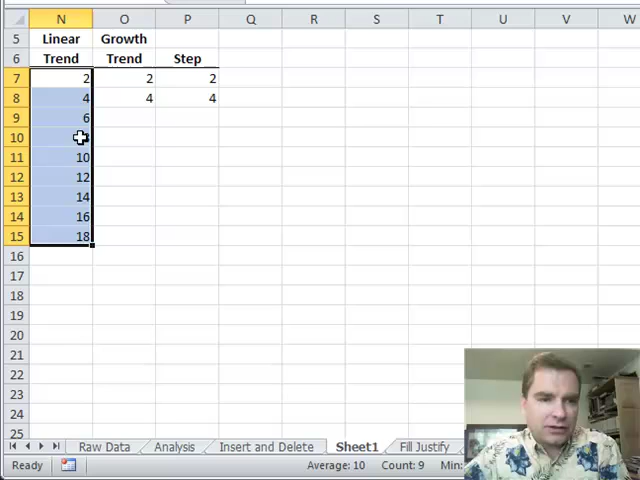 N O P Q R S T U V W
5 Linear Growth
6 Trend Trend Step
7 2 2 2
8 4 4 4
9 6
10
11 10
12 12
13 14
14 16
15 18
16
17
18
19
20
21
22
23
24
25
Raw Data Analysis Insert and Delete Sheet1 Fill Justify
Ready Average: 10 Count: 9 Min: